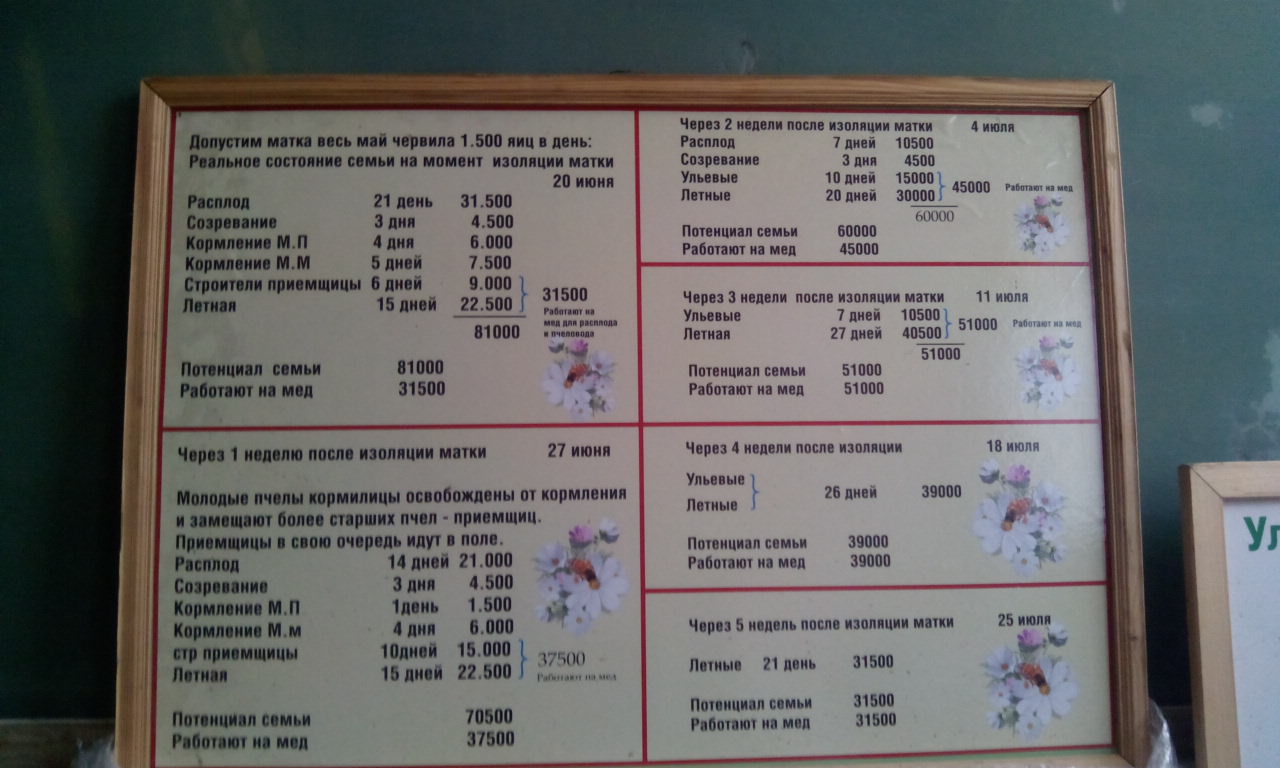 Допустим матка весь май червила 1.500 яиц в день:
Реальное состояние семьи на момент изоляции матки
20 июня
Расплод 21 день 31.500
Созревание 3 дня 4.500
Кормление М.П 4 дня 6.000
Кормление М.М 5 дней 7.500
Строители приемщицы 6 дней 9.000
Летная 15 дней 22.500
31500
Работают на
мед для расплода
и пчеловода
81000
Потенциал семьи 81000
Работают на мед 31500
Через 1 неделю после изоляции матки 27 июня
Молодые пчелы кормилицы освобождены от кормления
и замещают более старших пчел - приемщиц.
Приемщицы в свою очередь идут в поле.
Расплод 14 дней 21.000
Созревание 3 дня 4.500
Кормление М.П 1день 1.500
Кормление М.м 4 дня 6.000
стр приемщицы 10дней 15.000
Летная 15 дней 22.500
37500
Работают на мед
Потенциал семьи 70500
Работают на мед 37500
Через 2 недели после изоляции матки 4 июля
Расплод 7 дней 10500
Созревание 3 дня 4500
Ульевые 10 дней 15000
Летные 20 дней 30000
45000 Работают на мед
60000
Потенциал семьи 60000
Работают на мед 45000
Через 3 недели после изоляции матки 11 июля
Ульевые 7 дней 10500
Летная 27 дней 40500
51000 Работают на мед
51000
Потенциал семьи 51000
Работают на мед 51000
Через 4 недели после изоляции 18 июля
Ульевые
Летные
26 дней 39000
Потенциал семьи 39000
Работают на мед 39000
Через 5 недель после изоляции матки 25 июля
Летные 21 день 31500
Потенциал семьи 31500
Работают на мед 31500
Ул